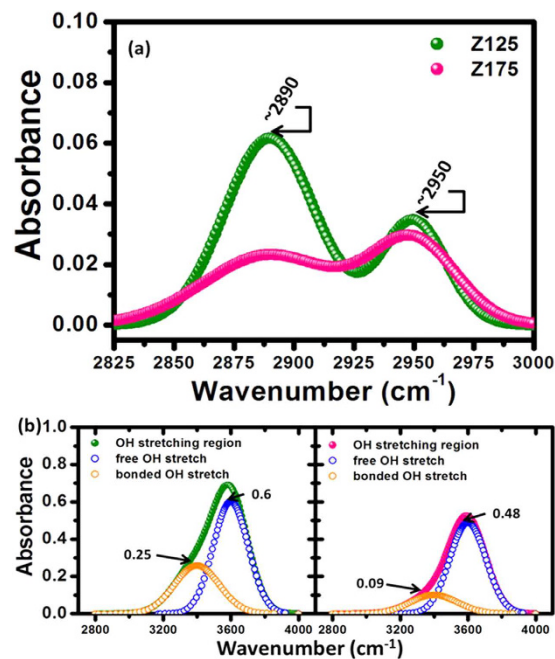 (a)
Z125
Z175
~2890
~2950
0.10
0.08
0.06
0.04
0.02
0.00
Absorbance
2825 2850 2875 2900 2925 2950 2975 3000
Wavenumber (cm-1)
(b)
1.0
0.8
0.6
0.4
0.2
0.0
Absorbance
OH stretching region
free OH stretch
bonded OH stretch
0.6
0.25
2800 3200 3600 4000
Wavenumber (cm-1)
OH stretching region
free OH stretch
bonded OH stretch
0.48
0.09
2800 3200 3600 4000
Wavenumber (cm-1)